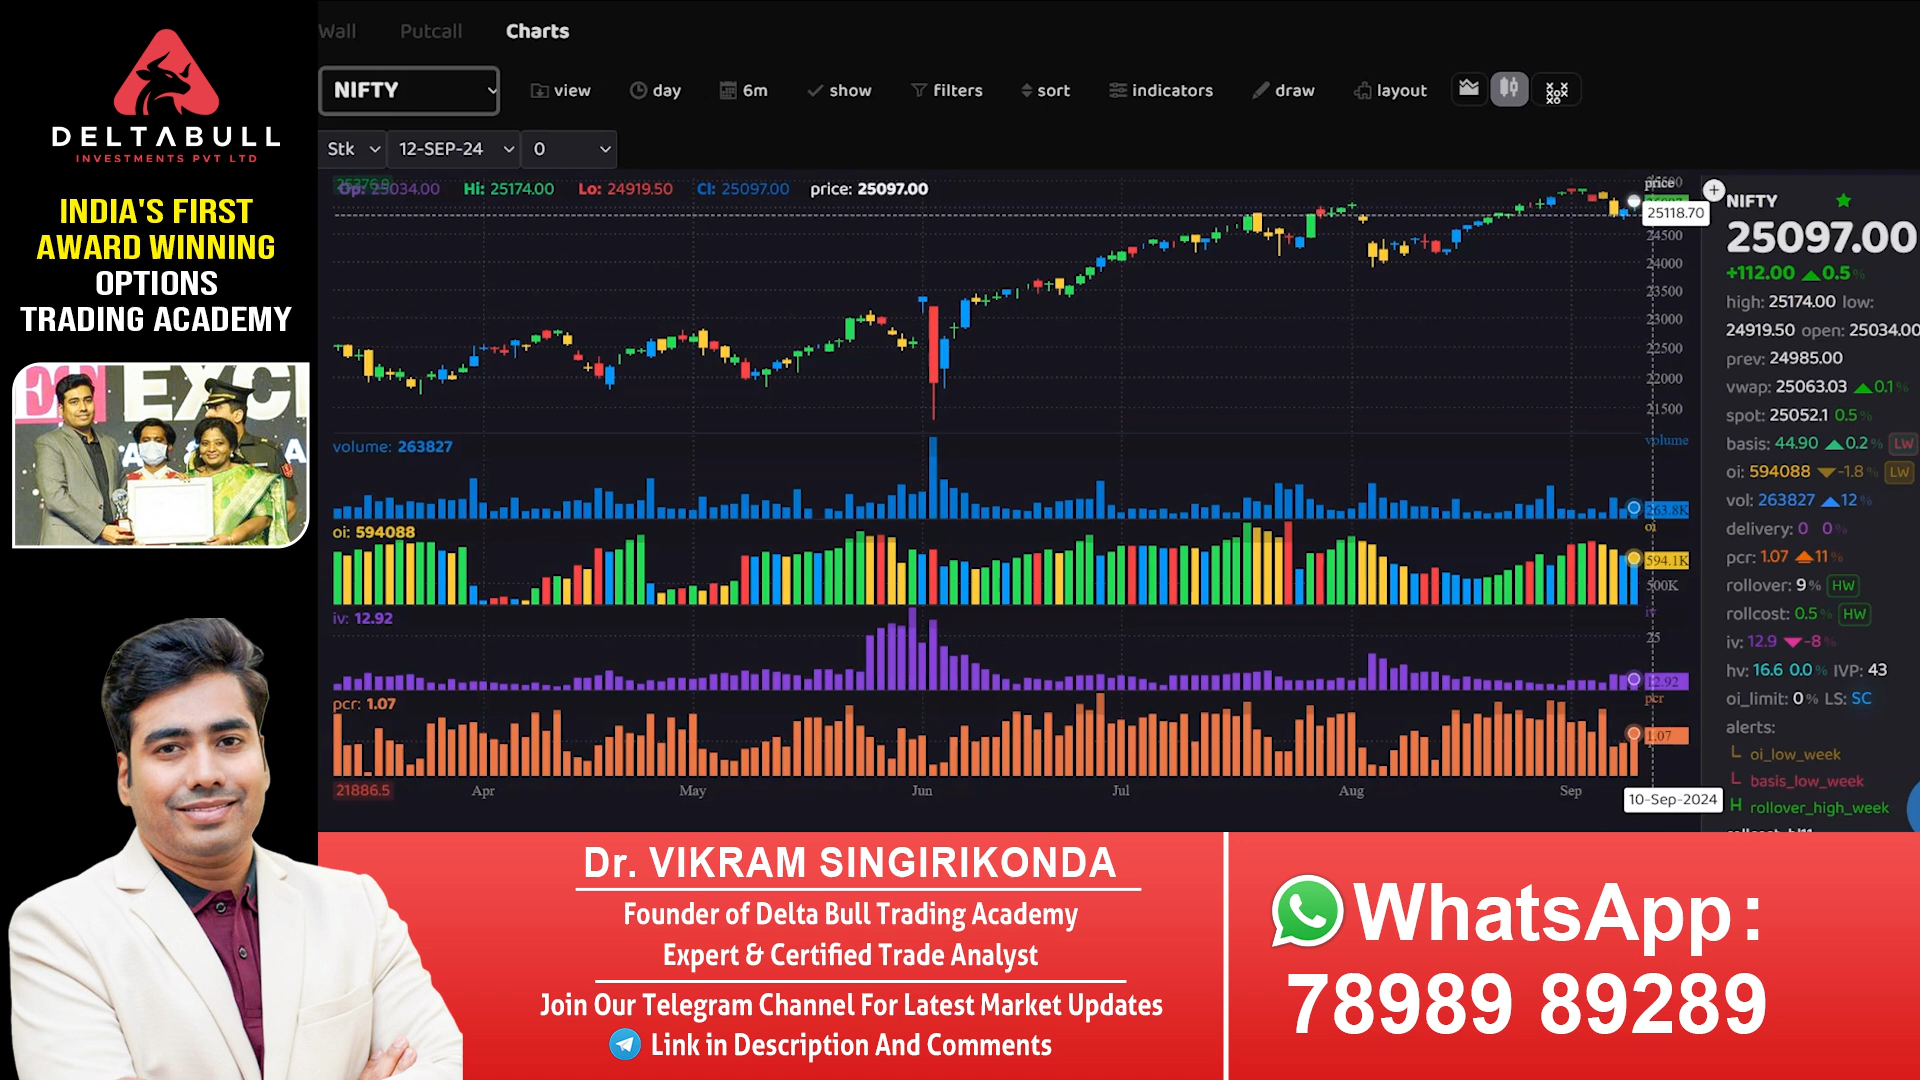 DELTABULL
INVESTMENTS PVT LTD
INDIA'S FIRST
AWARD WINNING
OPTIONS
TRADING ACADEMY
EXC
Wall Putcall Charts
NIFTY view day 6m show filters sort indicators draw layout
Stk 12-SEP-24 0
Op: 25034.00 Hi: 25174.00 Lo: 24919.50 Cl: 25097.00 price: 25097.00
price
25118.70
24500
24000
23500
23000
22500
22000
21500
volume: 263827
volume
263.8K
oi: 594088
oi
594.1K
500K
iv: 12.92
iv
25
12.92
pcr: 1.07
pcr
1.07
21886.5 Apr May Jun Jul Aug Sep
10-Sep-2024
NIFTY
25097.00
+112.00 0.5%
high: 25174.00 low:
24919.50 open: 25034.00
prev: 24985.00
vwap: 25063.03 0.1%
spot: 25052.1 0.5%
basis: 44.90 0.2% LW
oi: 594088 -1.8% LW
vol: 263827 12%
delivery: 0 0%
pcr: 1.07 11%
rollover: 9% HW
rollcost: 0.5% HW
iv: 12.9 -8%
hv: 16.6 0.0% IVP: 43
oi_limit: 0% LS: SC
alerts:
L oi_low_week
L basis_low_week
H rollover_high_week
Dr. VIKRAM SINGIRIKONDA
Founder of Delta Bull Trading Academy
Expert & Certified Trade Analyst
Join Our Telegram Channel For Latest Market Updates
Link in Description And Comments
WhatsApp:
78989 89289